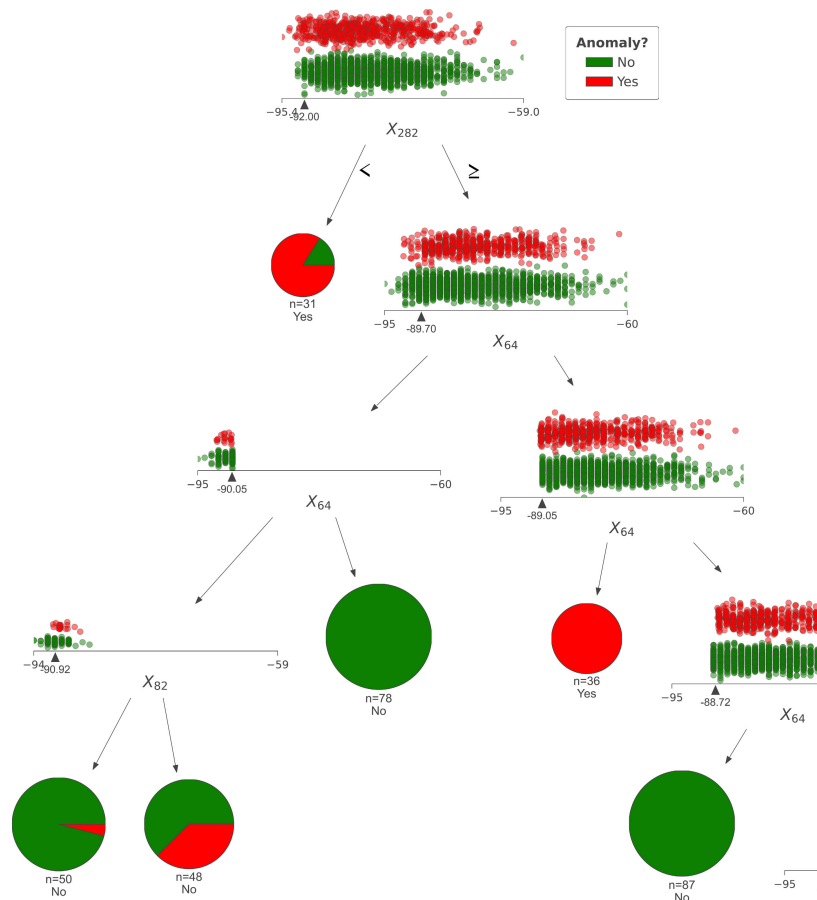 Anomaly?
No
Yes
−95.4
-92.00
−59.0
X282
<
≥
n=31
Yes
−95
-89.70
−60
X64
−95
-90.05
−60
X64
−95
-89.05
−60
X64
−94
-90.92
−59
X82
n=78
No
n=36
Yes
−95
-88.72
X64
n=50
No
n=48
No
n=87
No
−95